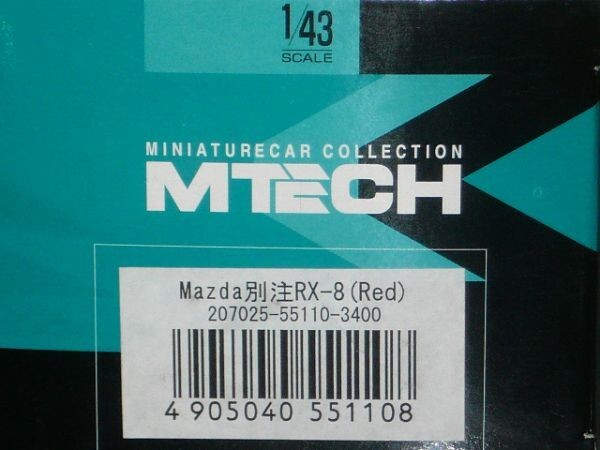 1/43
SCALE
MINIATURECAR COLLECTION
MTECH
Mazda別注RX-8(Red)
207025-55110-3400
4 905040 551108